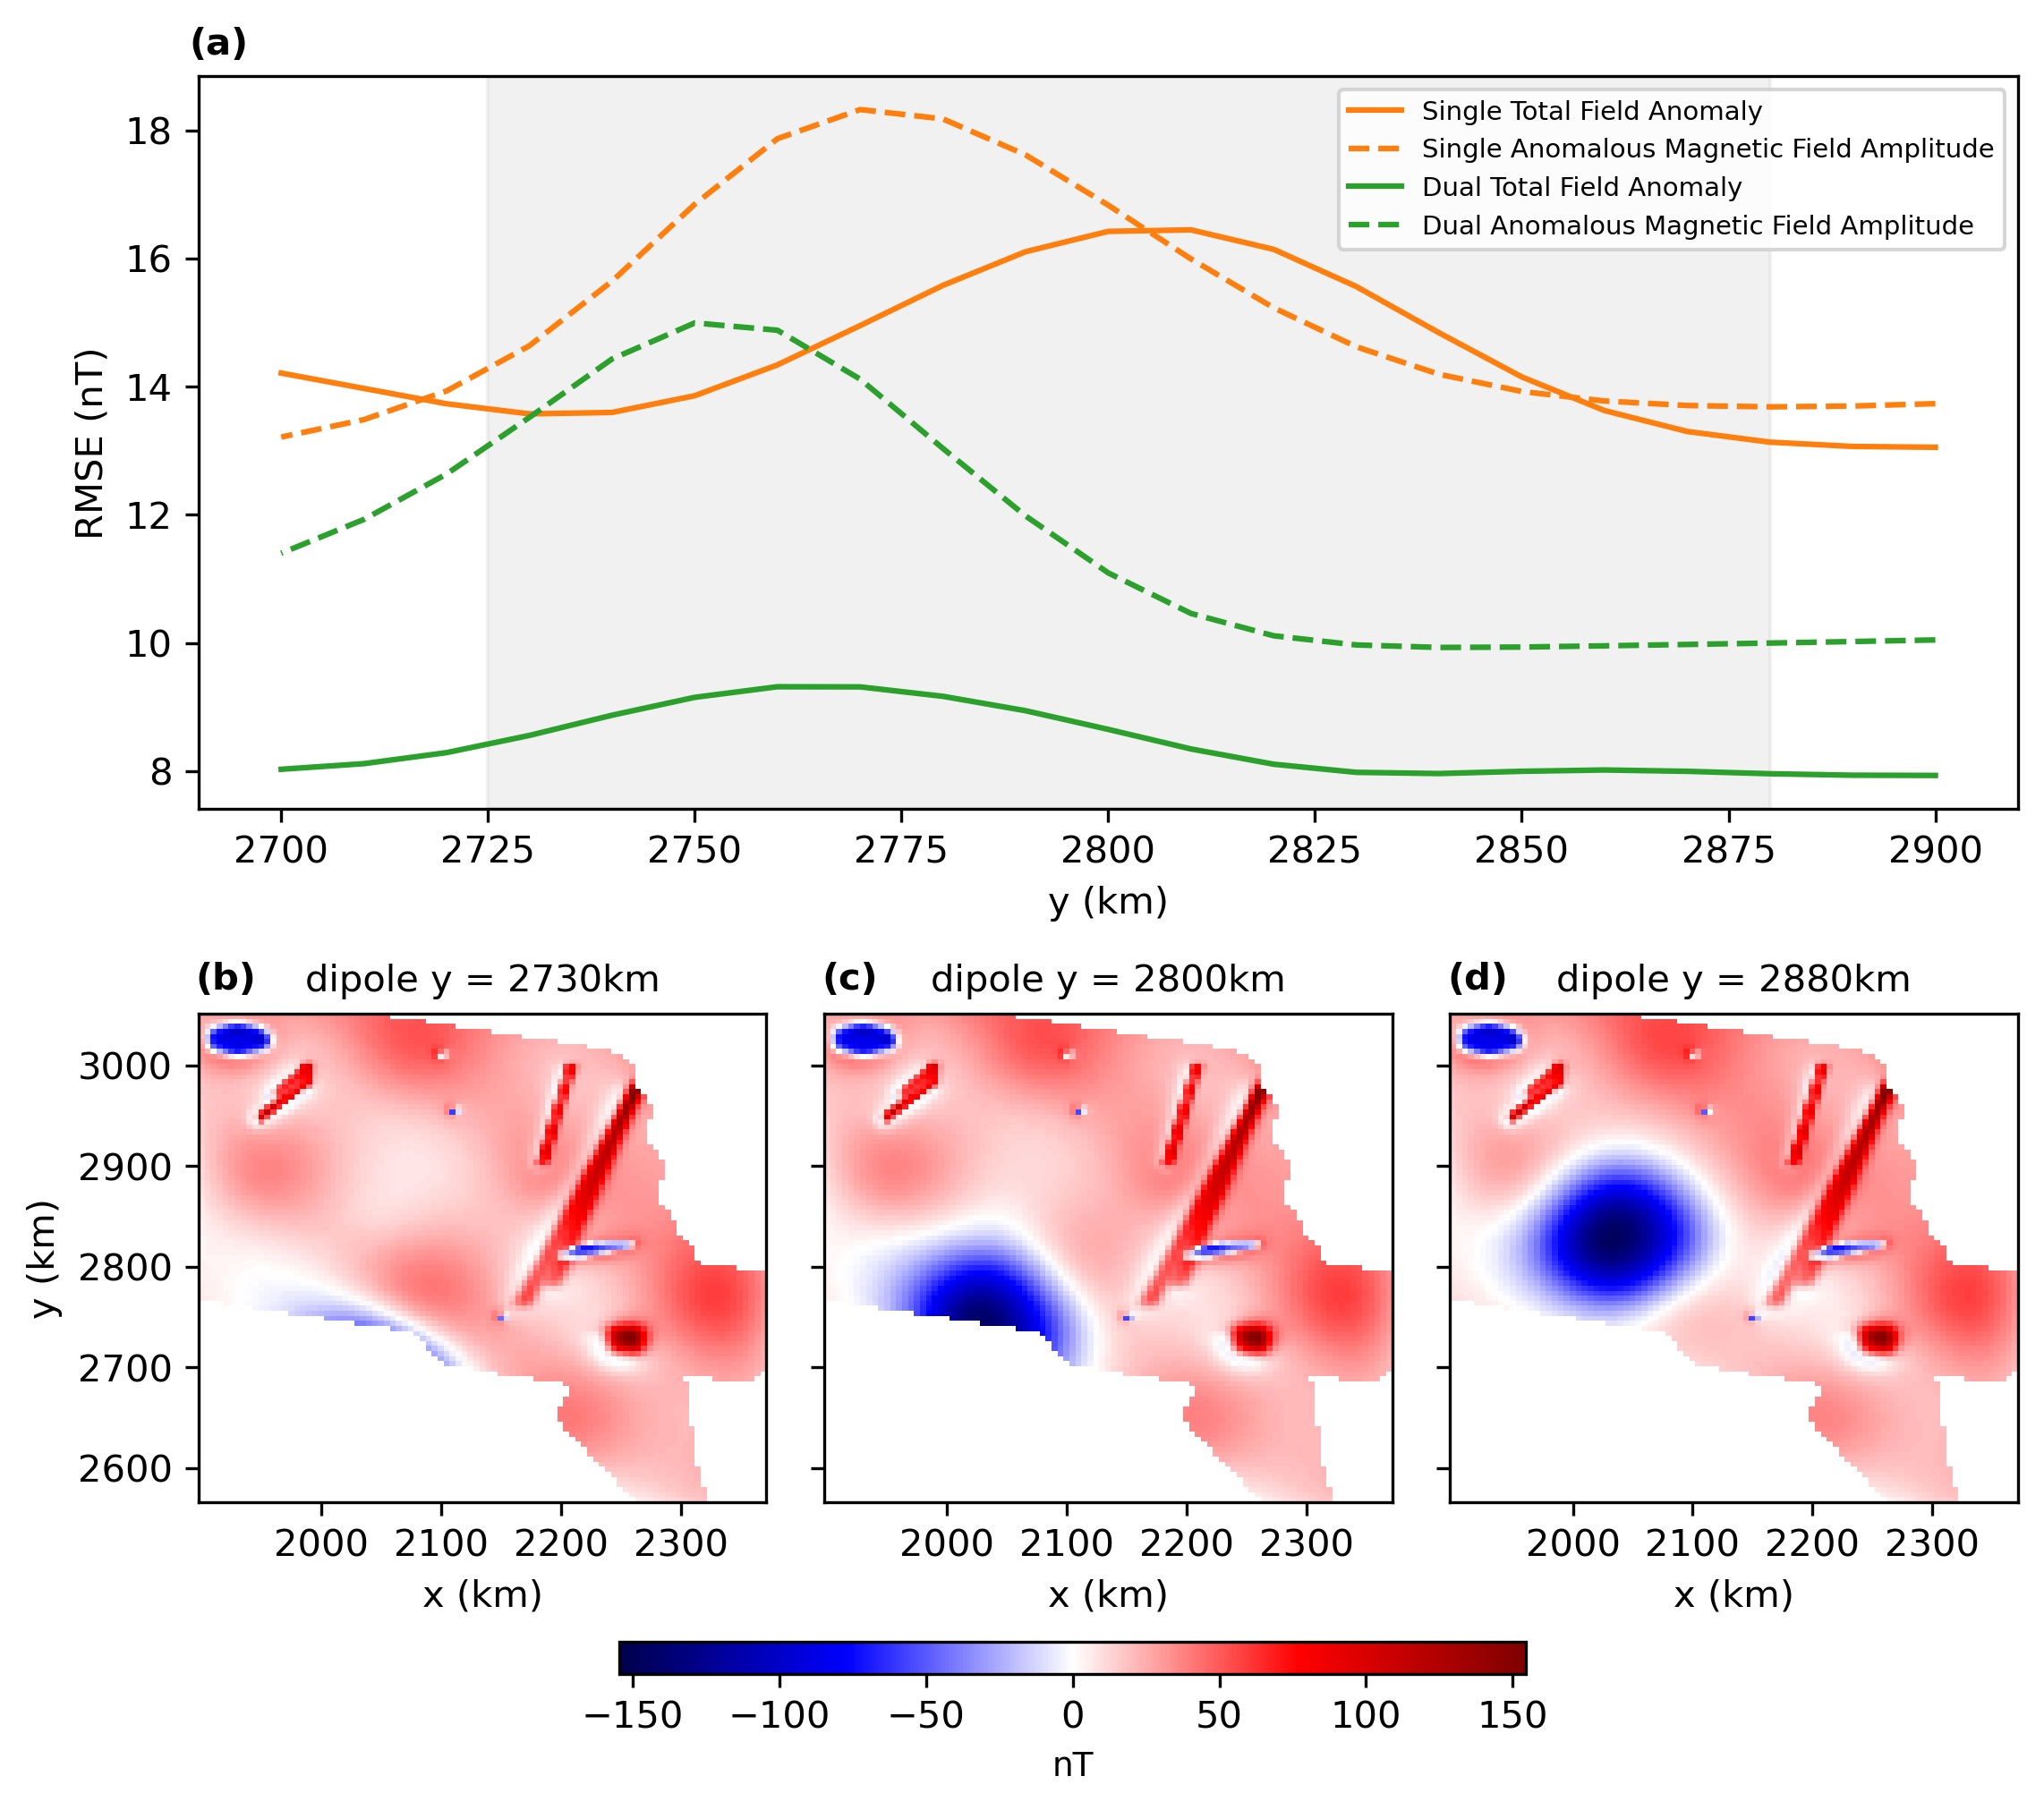 (a)
18
16
14
12
10
8
RMSE (nT)
Single Total Field Anomaly
Single Anomalous Magnetic Field Amplitude
Dual Total Field Anomaly
Dual Anomalous Magnetic Field Amplitude
2700 2725 2750 2775 2800 2825 2850 2875 2900
y (km)
(b) dipole y = 2730km
(c) dipole y = 2800km
(d) dipole y = 2880km
3000
2900
2800
2700
2600
y (km)
2000 2100 2200 2300
2000 2100 2200 2300
2000 2100 2200 2300
x (km)
x (km)
x (km)
−150 −100 −50 0 50 100 150
nT